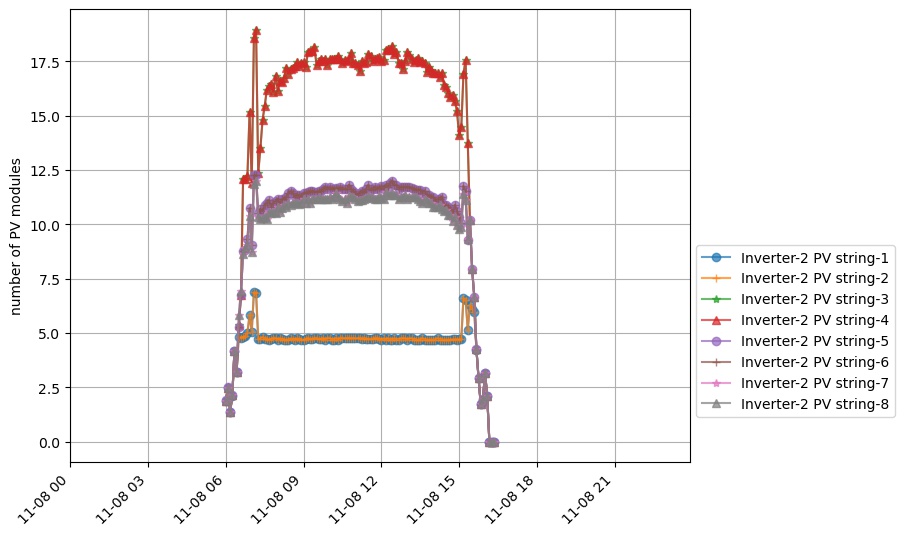 number of PV modules
17.5
15.0
12.5
10.0
7.5
5.0
2.5
0.0
11-08 00
11-08 03
11-08 06
11-08 09
11-08 12
11-08 15
11-08 18
11-08 21
Inverter-2 PV string-1
Inverter-2 PV string-2
Inverter-2 PV string-3
Inverter-2 PV string-4
Inverter-2 PV string-5
Inverter-2 PV string-6
Inverter-2 PV string-7
Inverter-2 PV string-8